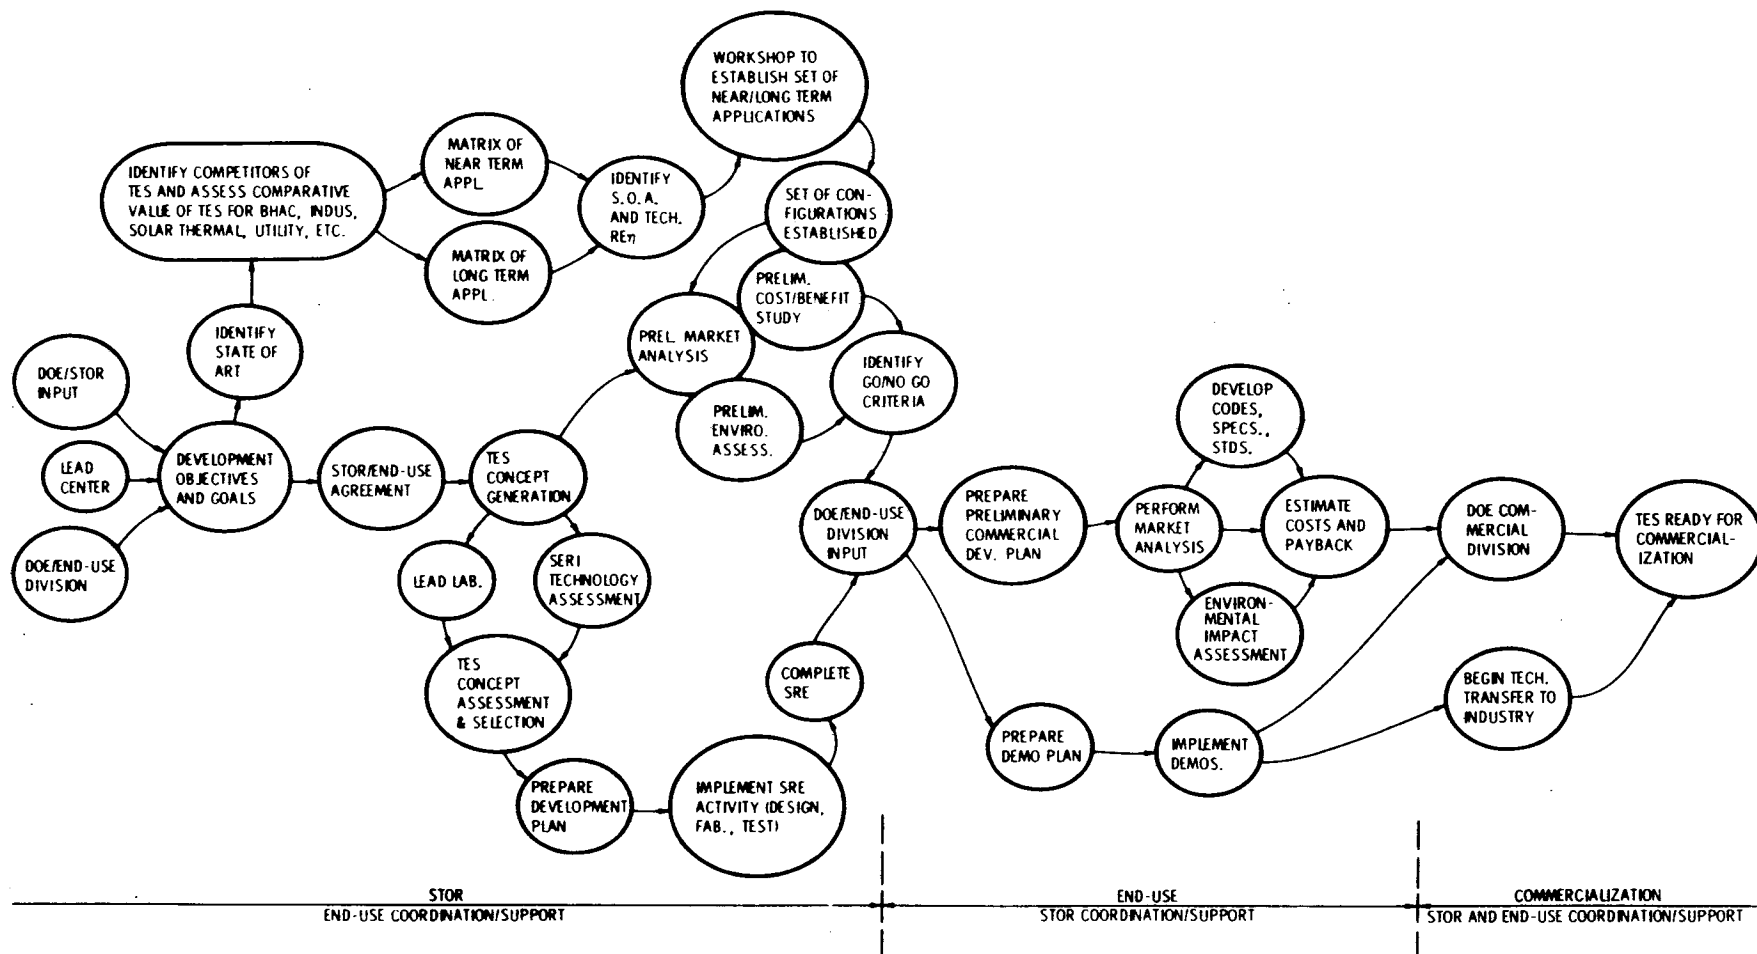 WORKSHOP TO
ESTABLISH SET OF
NEAR/LONG TERM
APPLICATIONS
IDENTIFY COMPETITORS OF
TES AND ASSESS COMPARATIVE
VALUE OF TES FOR BHAC, INDUS,
SOLAR THERMAL, UTILITY, ETC.
MATRIX OF
NEAR TERM
APPL.
MATRIX OF
LONG TERM
APPL.
IDENTIFY
S.O.A.
AND TECH.
REη
SET OF CON-
FIGURATIONS
ESTABLISHED
PRELIM.
COST/BENEFIT
STUDY
PREL. MARKET
ANALYSIS
PRELIM.
ENVIRO.
ASSESS.
IDENTIFY
GO/NO GO
CRITERIA
IDENTIFY
STATE OF
ART
DOE/STOR
INPUT
LEAD
CENTER
DOE/END-USE
DIVISION
DEVELOPMENT
OBJECTIVES
AND GOALS
STOR/END-USE
AGREEMENT
TES
CONCEPT
GENERATION
LEAD LAB.
SERI
TECHNOLOGY
ASSESSMENT
TES
CONCEPT
ASSESSMENT
& SELECTION
PREPARE
DEVELOPMENT
PLAN
IMPLEMENT SRE
ACTIVITY (DESIGN,
FAB., TEST)
COMPLETE
SRE
DOE/END-USE
DIVISION
INPUT
PREPARE
PRELIMINARY
COMMERCIAL
DEV. PLAN
PERFORM
MARKET
ANALYSIS
DEVELOP
CODES,
SPECS.,
STDS.
ENVIRON-
MENTAL
IMPACT
ASSESSMENT
ESTIMATE
COSTS AND
PAYBACK
DOE COM-
MERCIAL
DIVISION
TES READY FOR
COMMERCIAL-
IZATION
PREPARE
DEMO PLAN
IMPLEMENT
DEMOS.
BEGIN TECH.
TRANSFER TO
INDUSTRY
STOR
END-USE COORDINATION/SUPPORT
END-USE
STOR COORDINATION/SUPPORT
COMMERCIALIZATION
STOR AND END-USE COORDINATION/SUPPORT